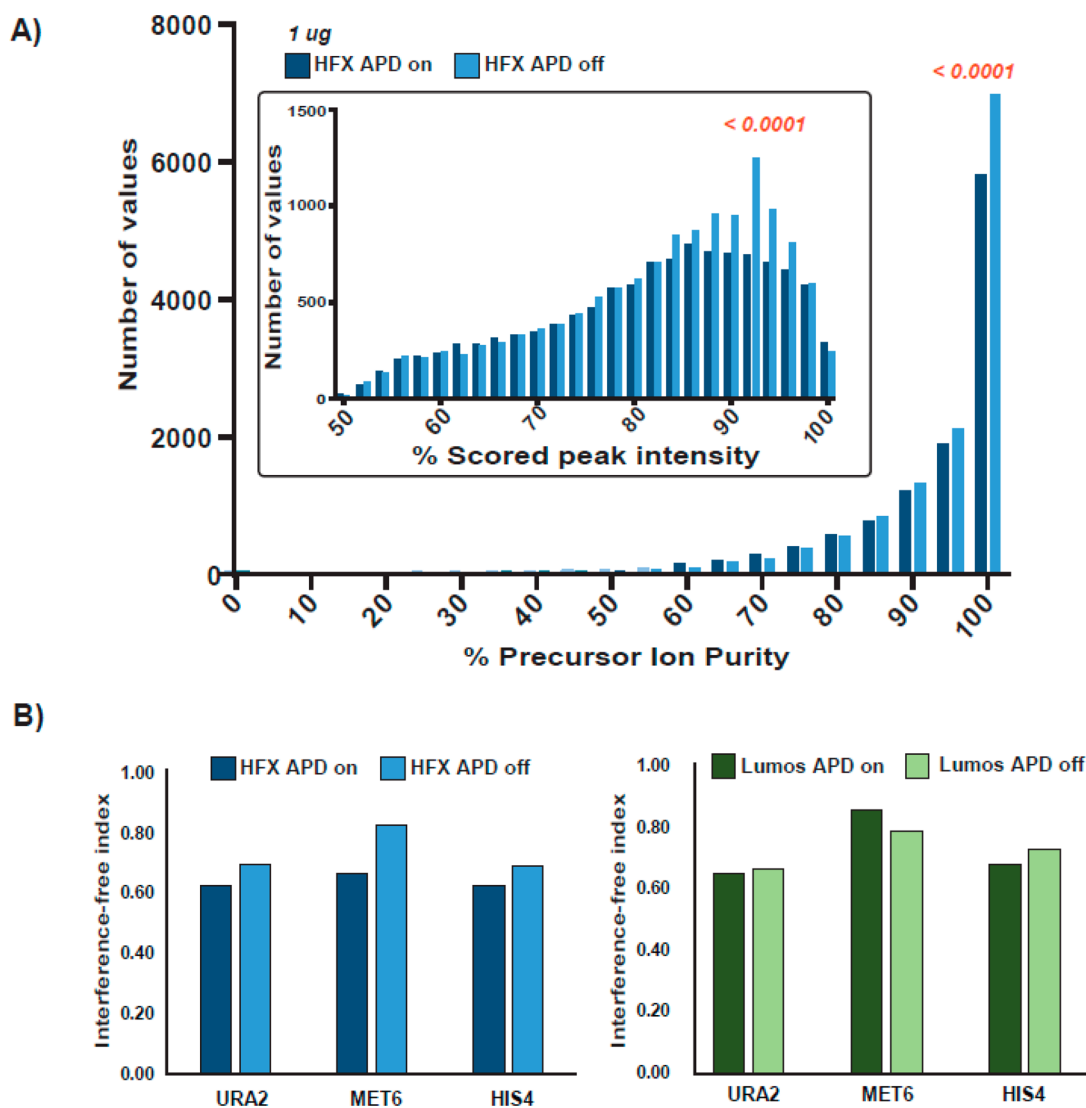 A)
1 ug
HFX APD on HFX APD off
< 0.0001
Number of values
8000
6000
4000
2000
0
Number of values
1500
1000
500
0
< 0.0001
50 60 70 80 90 100
% Scored peak intensity
0 10 20 30 40 50 60 70 80 90 100
% Precursor Ion Purity
B)
HFX APD on HFX APD off
Interference-free index
1.00
0.80
0.60
0.40
0.20
0.00
URA2 MET6 HIS4
Lumos APD on Lumos APD off
Interference-free index
1.00
0.80
0.60
0.40
0.20
0.00
URA2 MET6 HIS4